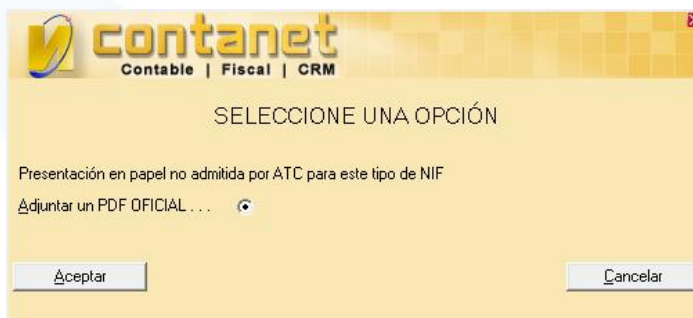 contanet
Contable | Fiscal | CRM
SELECCIONE UNA OPCIÓN
Presentación en papel no admitida por ATC para este tipo de NIF
Adjuntar un PDF OFICIAL . . .
Aceptar
Cancelar